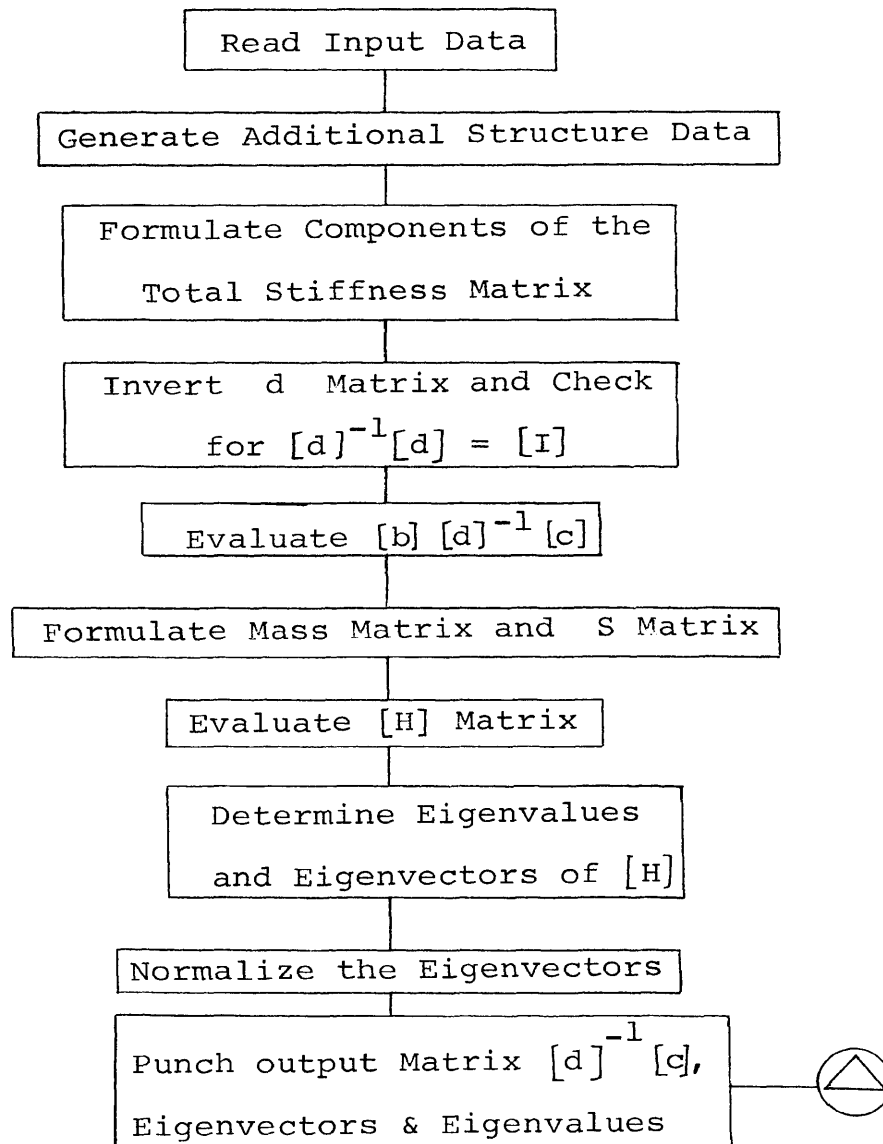 Read Input Data
Generate Additional Structure Data
Formulate Components of the
Total Stiffness Matrix
Invert d Matrix and Check
for [d]⁻¹[d] = [I]
Evaluate [b] [d]⁻¹ [c]
Formulate Mass Matrix and S Matrix
Evaluate [H] Matrix
Determine Eigenvalues
and Eigenvectors of [H]
Normalize the Eigenvectors
Punch output Matrix [d]⁻¹ [c],
Eigenvectors & Eigenvalues